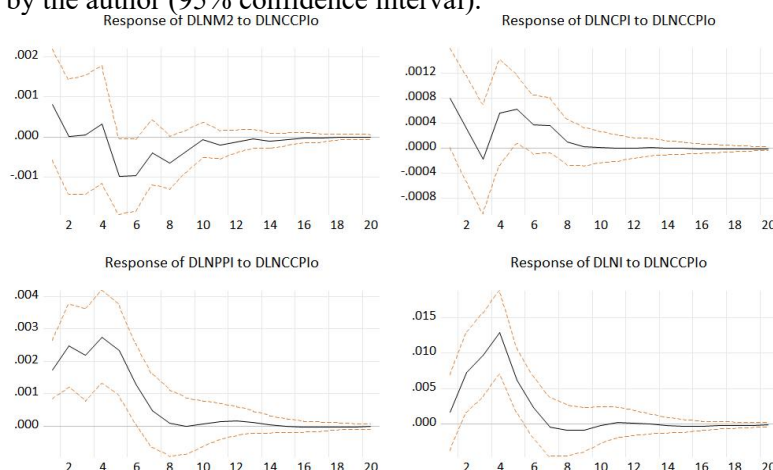 by the author (95% confidence interval).
Response of DLNM2 to DLNCCPIo
.002
.001
.000
-.001
2 4 6 8 10 12 14 16 18 20
Response of DLNCPI to DLNCCPIo
.0012
.0008
.0004
.0000
-.0004
-.0008
2 4 6 8 10 12 14 16 18 20
Response of DLNPPI to DLNCCPIo
.004
.003
.002
.001
.000
2 4 6 8 10 12 14 16 18 20
Response of DLNI to DLNCCPIo
.015
.010
.005
.000
2 4 6 8 10 12 14 16 18 20